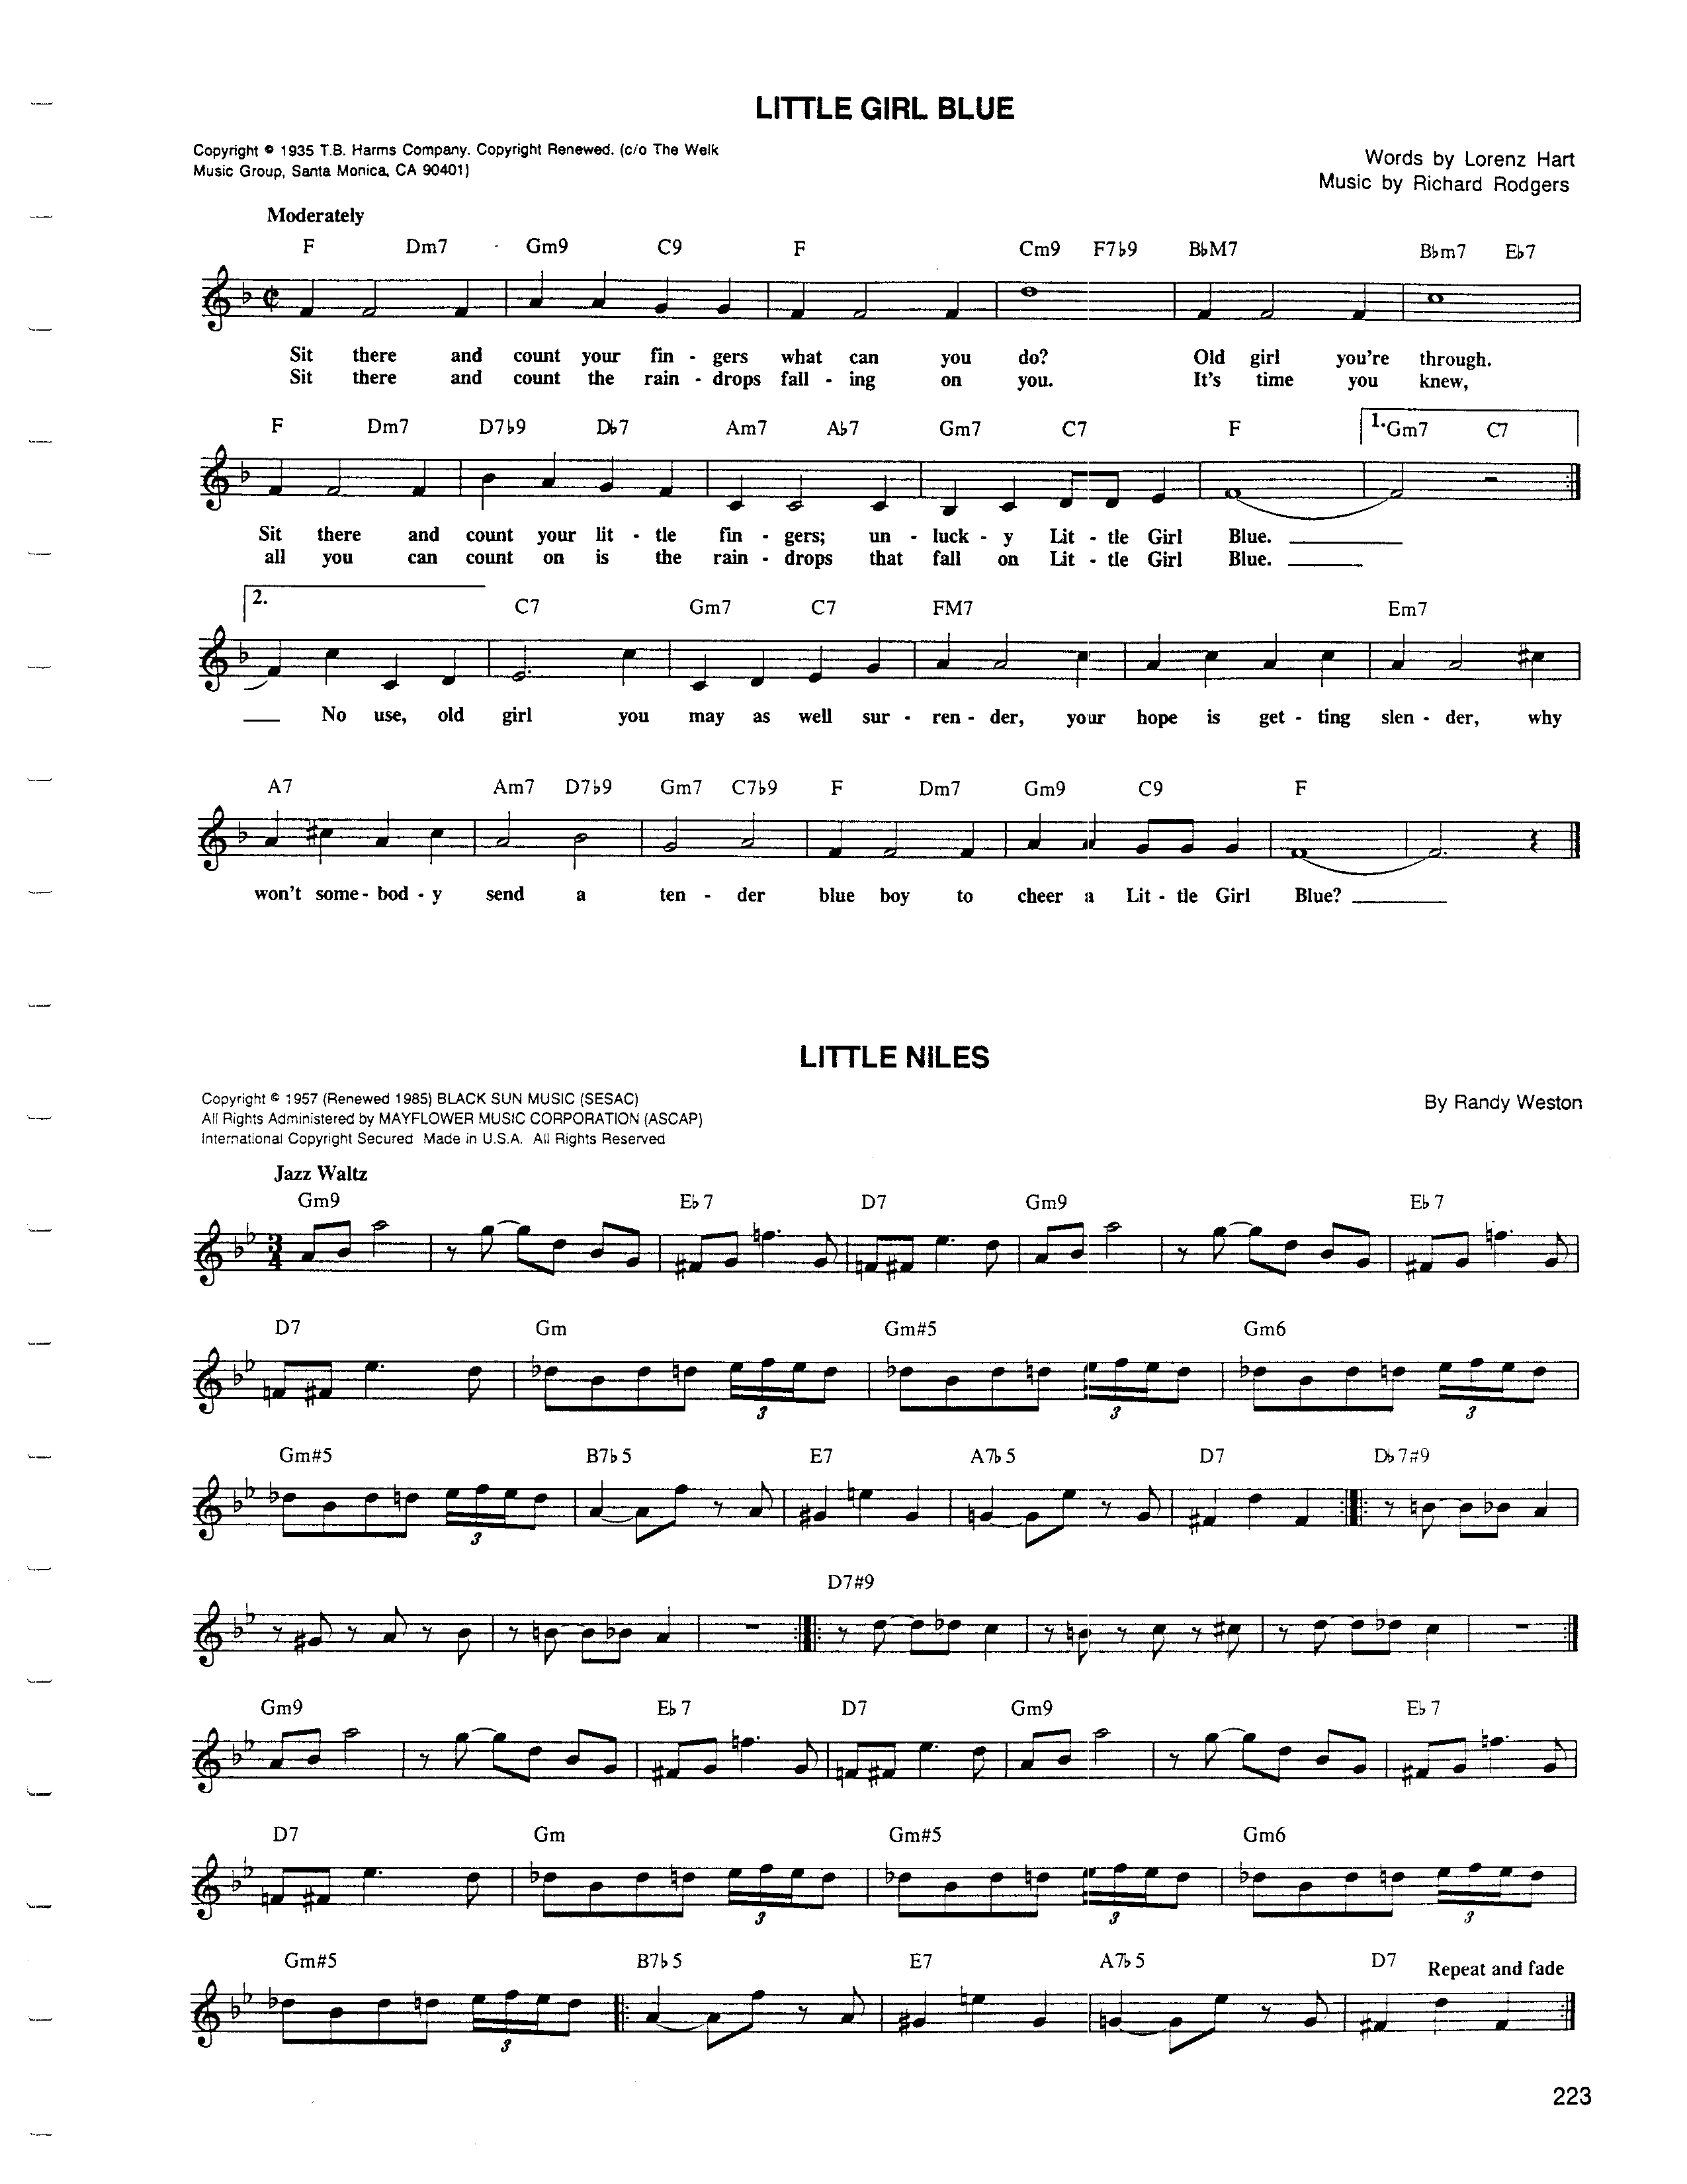 LITTLE GIRL BLUE
Copyright © 1935 T.B. Harms Company. Copyright Renewed. (c/o The Welk
Music Group, Santa Monica, CA 90401)
Words by Lorenz Hart
Music by Richard Rodgers
Moderately
F Dm7 Gm9 C9 F Cm9 F7♭9 B♭M7 B♭m7 E♭7
Sit there and count your fin - gers what can you do? Old girl you're through.
Sit there and count the rain - drops fall - ing on you. It's time you knew,
F Dm7 D7♭9 D♭7 Am7 A♭7 Gm7 C7 F 1. Gm7 C7
Sit there and count your lit - tle fin - gers; un - luck - y Lit - tle Girl Blue.
all you can count on is the rain - drops that fall on Lit - tle Girl Blue.
2. C7 Gm7 C7 FM7 Em7
No use, old girl you may as well sur - ren - der, your hope is get - ting slen - der, why
A7 Am7 D7♭9 Gm7 C7♭9 F Dm7 Gm9 C9 F
won't some - bod - y send a ten - der blue boy to cheer a Lit - tle Girl Blue?
LITTLE NILES
Copyright © 1957 (Renewed 1985) BLACK SUN MUSIC (SESAC)
All Rights Administered by MAYFLOWER MUSIC CORPORATION (ASCAP)
International Copyright Secured Made in U.S.A. All Rights Reserved
By Randy Weston
Jazz Waltz
Gm9 E♭7 D7 Gm9 E♭7
3
4
D7 Gm Gm#5 Gm6
3 3 3
Gm#5 B7♭5 E7 A7♭5 D7 D♭7#9
3
D7#9
Gm9 E♭7 D7 Gm9 E♭7
D7 Gm Gm#5 Gm6
3 3 3
Gm#5 B7♭5 E7 A7♭5 D7 Repeat and fade
3
223